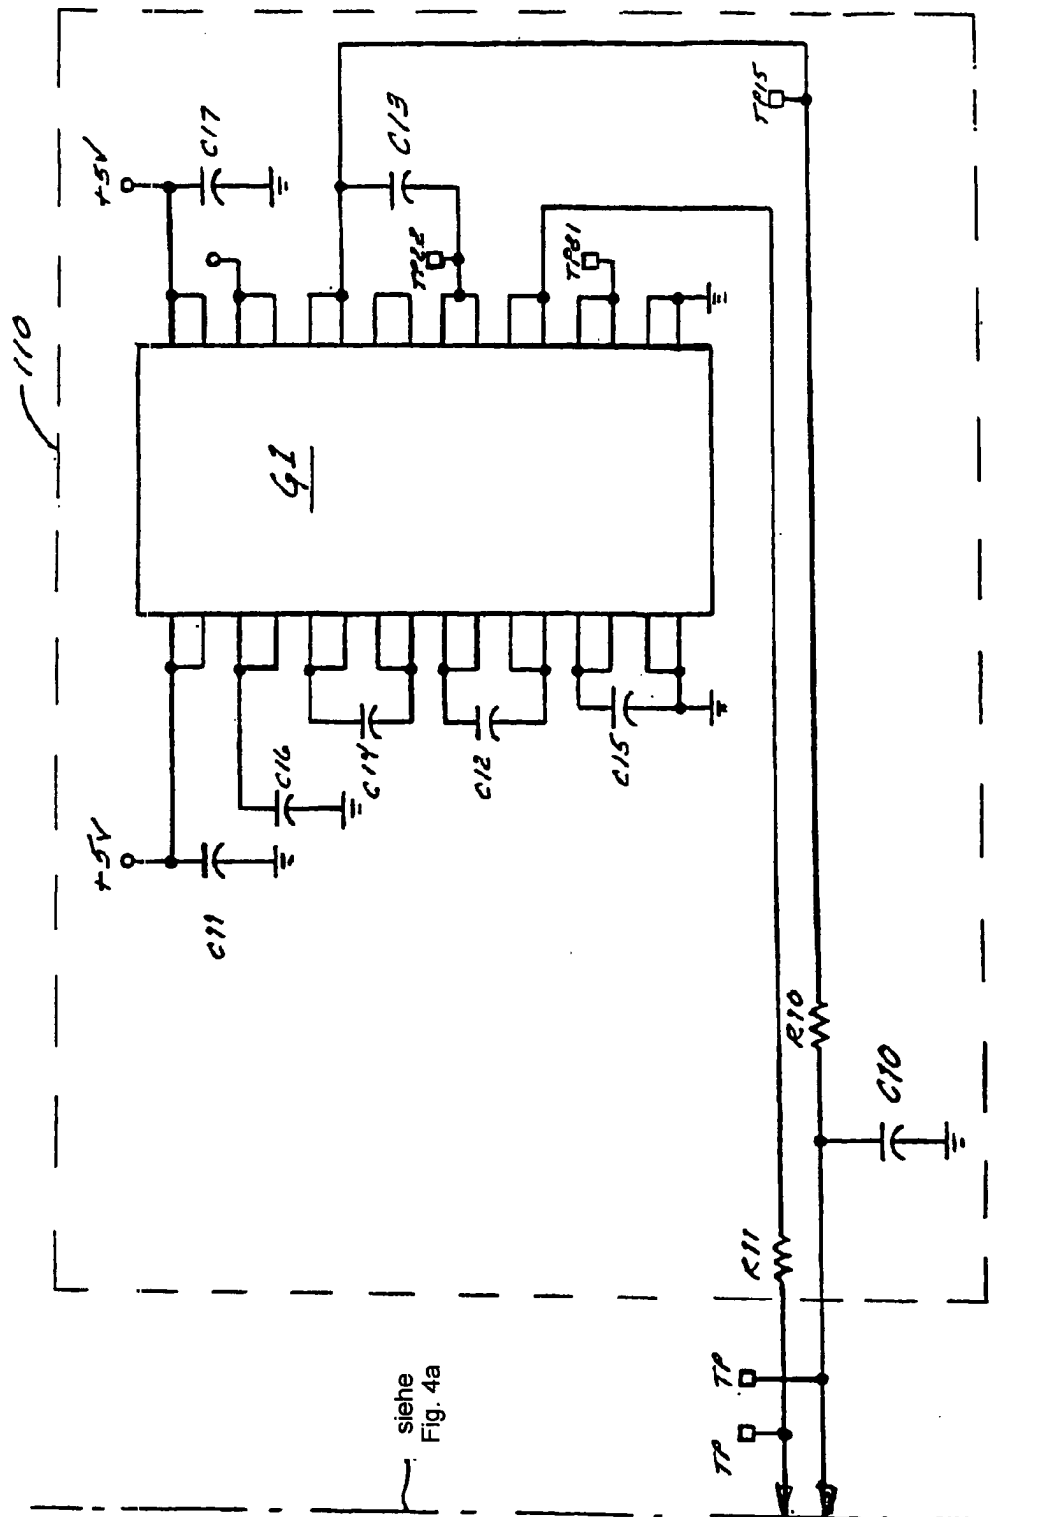 110
+5V
C17
C13
TP15
TP22
TP81
G1
+5V
C11
C16
C14
C12
C15
R10
C10
R11
TP
TP
siehe
Fig. 4a